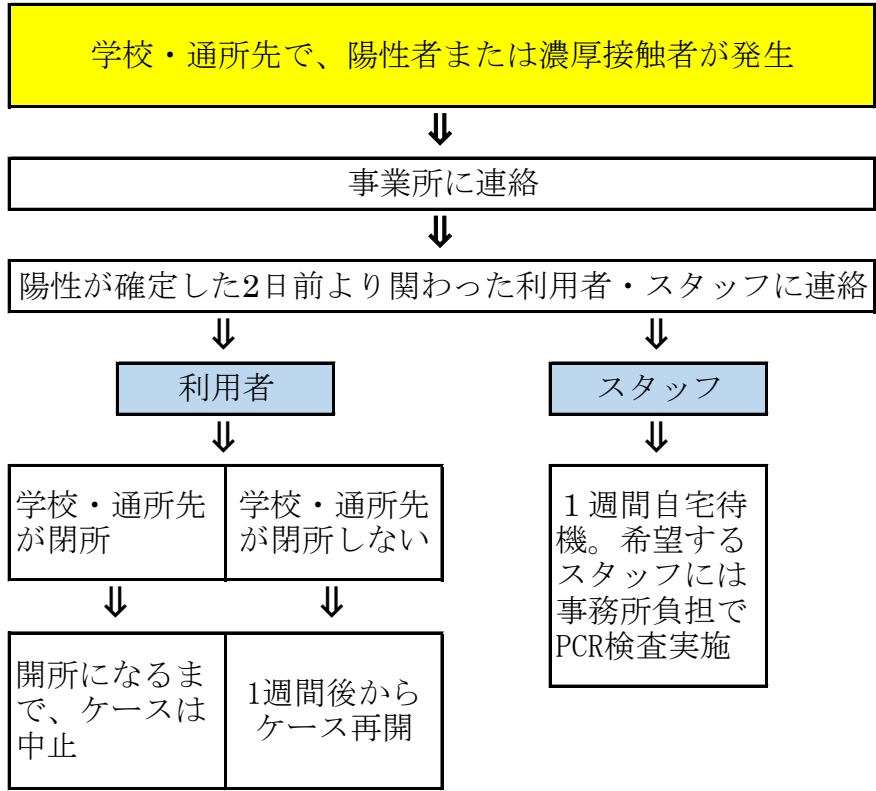 学校・通所先で、陽性者または濃厚接触者が発生
⇓
事業所に連絡
⇓
陽性が確定した2日前より関わった利用者・スタッフに連絡
⇓
⇓
利用者
スタッフ
⇓
⇓
学校・通所先
が閉所
学校・通所先
が閉所しない
１週間自宅待
機。希望する
スタッフには
事務所負担で
PCR検査実施
⇓
⇓
開所になるま
で、ケースは
中止
1週間後から
ケース再開